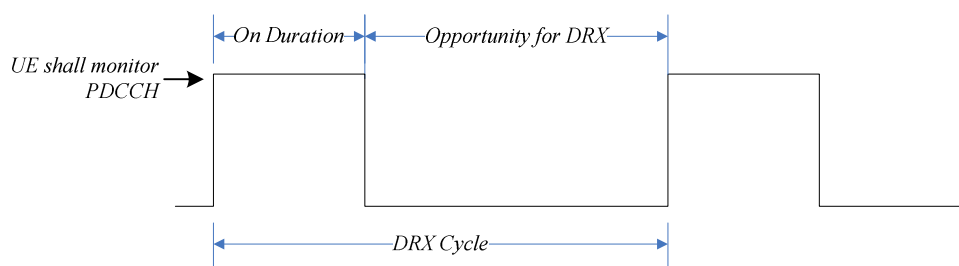 On Duration
Opportunity for DRX
UE shall monitor
PDCCH
DRX Cycle